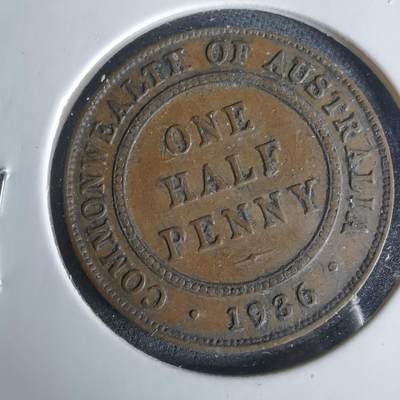 COMMONWEALTH OF AUSTRALIA
ONE
HALF
PENNY
· 1936 ·